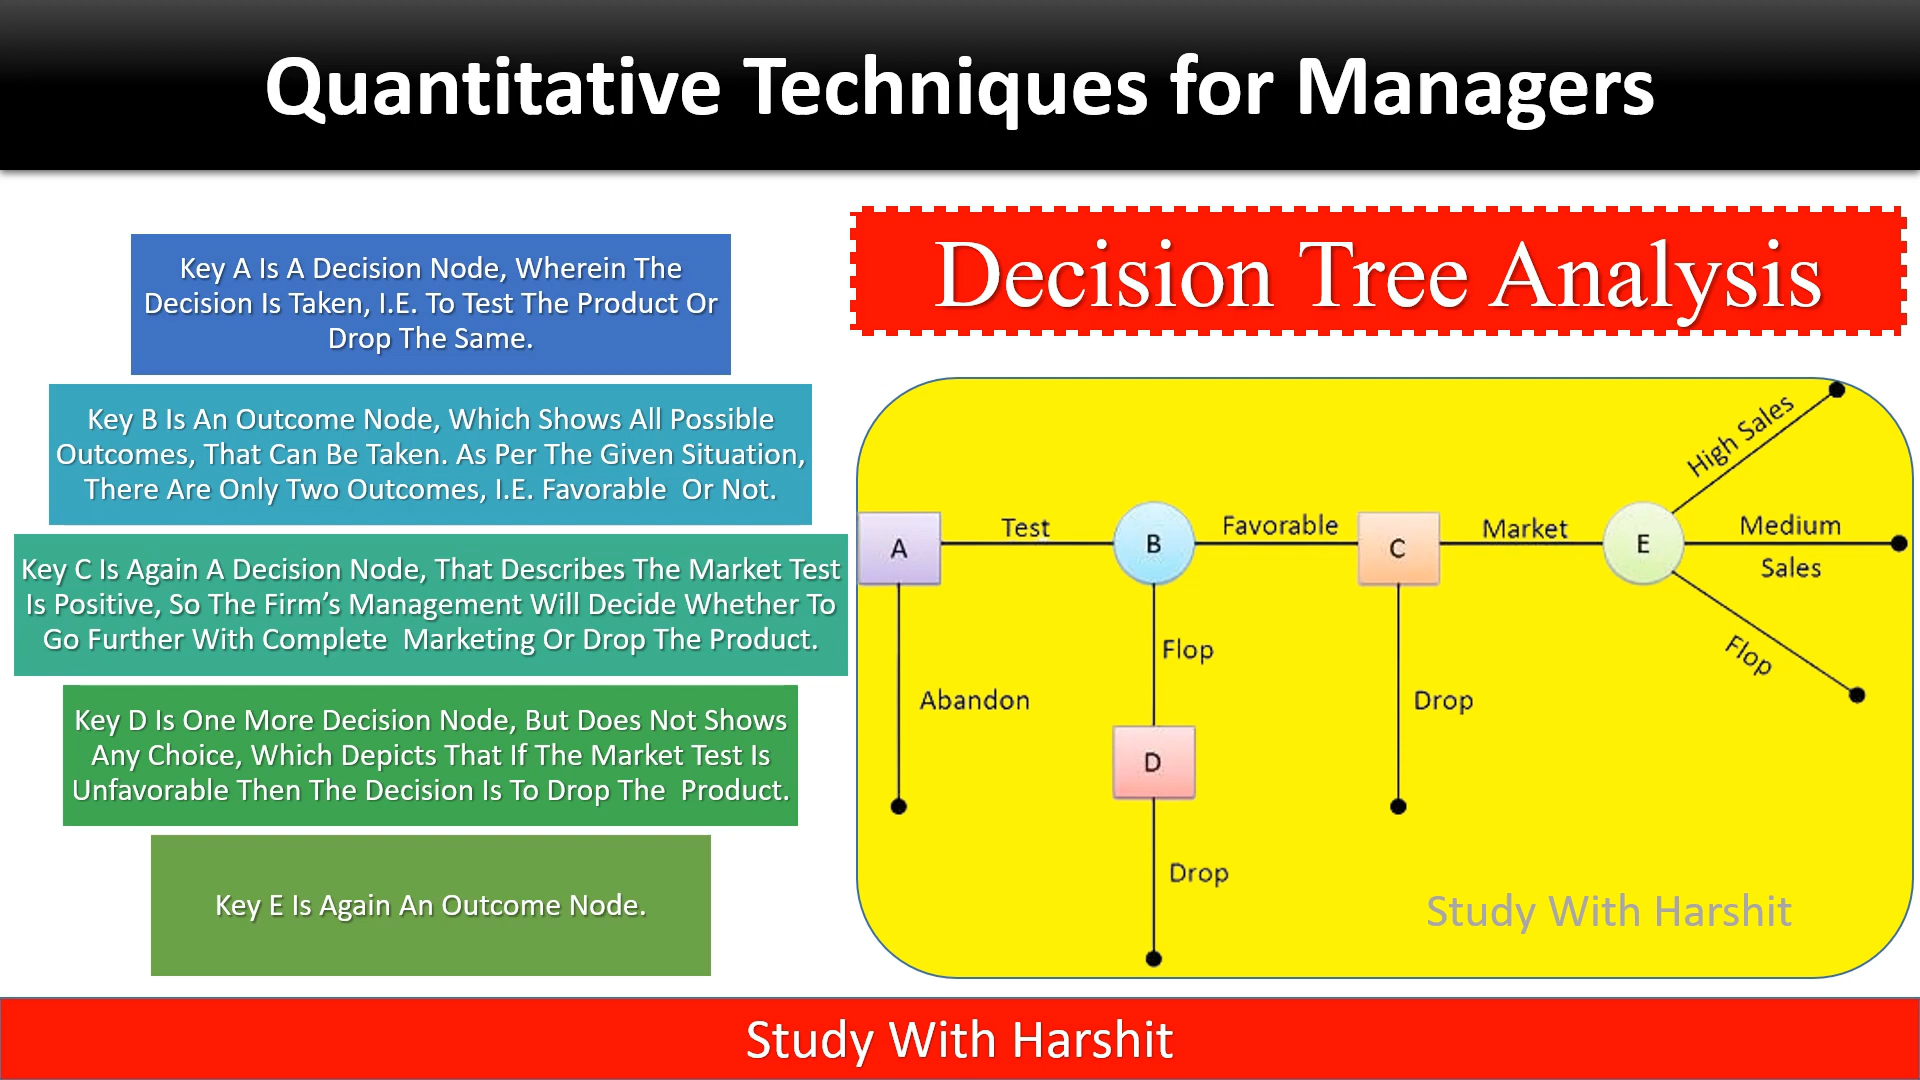 Quantitative Techniques for Managers
Key A Is A Decision Node, Wherein The
Decision Is Taken, I.E. To Test The Product Or
Drop The Same.
Key B Is An Outcome Node, Which Shows All Possible
Outcomes, That Can Be Taken. As Per The Given Situation,
There Are Only Two Outcomes, I.E. Favorable  Or Not.
Key C Is Again A Decision Node, That Describes The Market Test
Is Positive, So The Firm’s Management Will Decide Whether To
Go Further With Complete  Marketing Or Drop The Product.
Key D Is One More Decision Node, But Does Not Shows
Any Choice, Which Depicts That If The Market Test Is
Unfavorable Then The Decision Is To Drop The  Product.
Key E Is Again An Outcome Node.
Decision Tree Analysis
A
Test
B
Favorable
C
Market
E
High Sales
Medium
Sales
Flop
Flop
Abandon
Drop
D
Drop
Study With Harshit
Study With Harshit